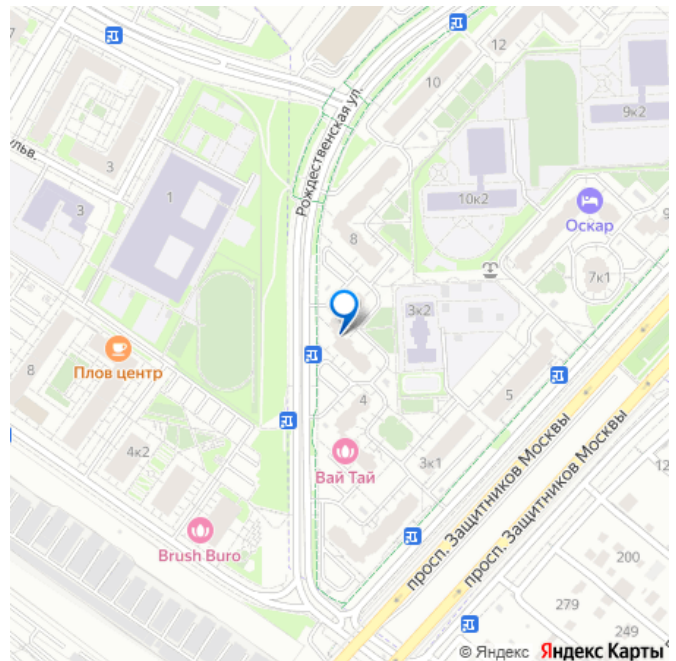 12
10
9к2
Рождественская ул.
ульв.
3
1
3
10к2
Оскар
9
8
7к1
3к2
Плов центр
8
5
4
4к2
Вай Тай
3к1
12
просп. Защитников Москвы
просп. Защитников Москвы
Brush Buro
200
279
249
© Яндекс Яндекс Карты